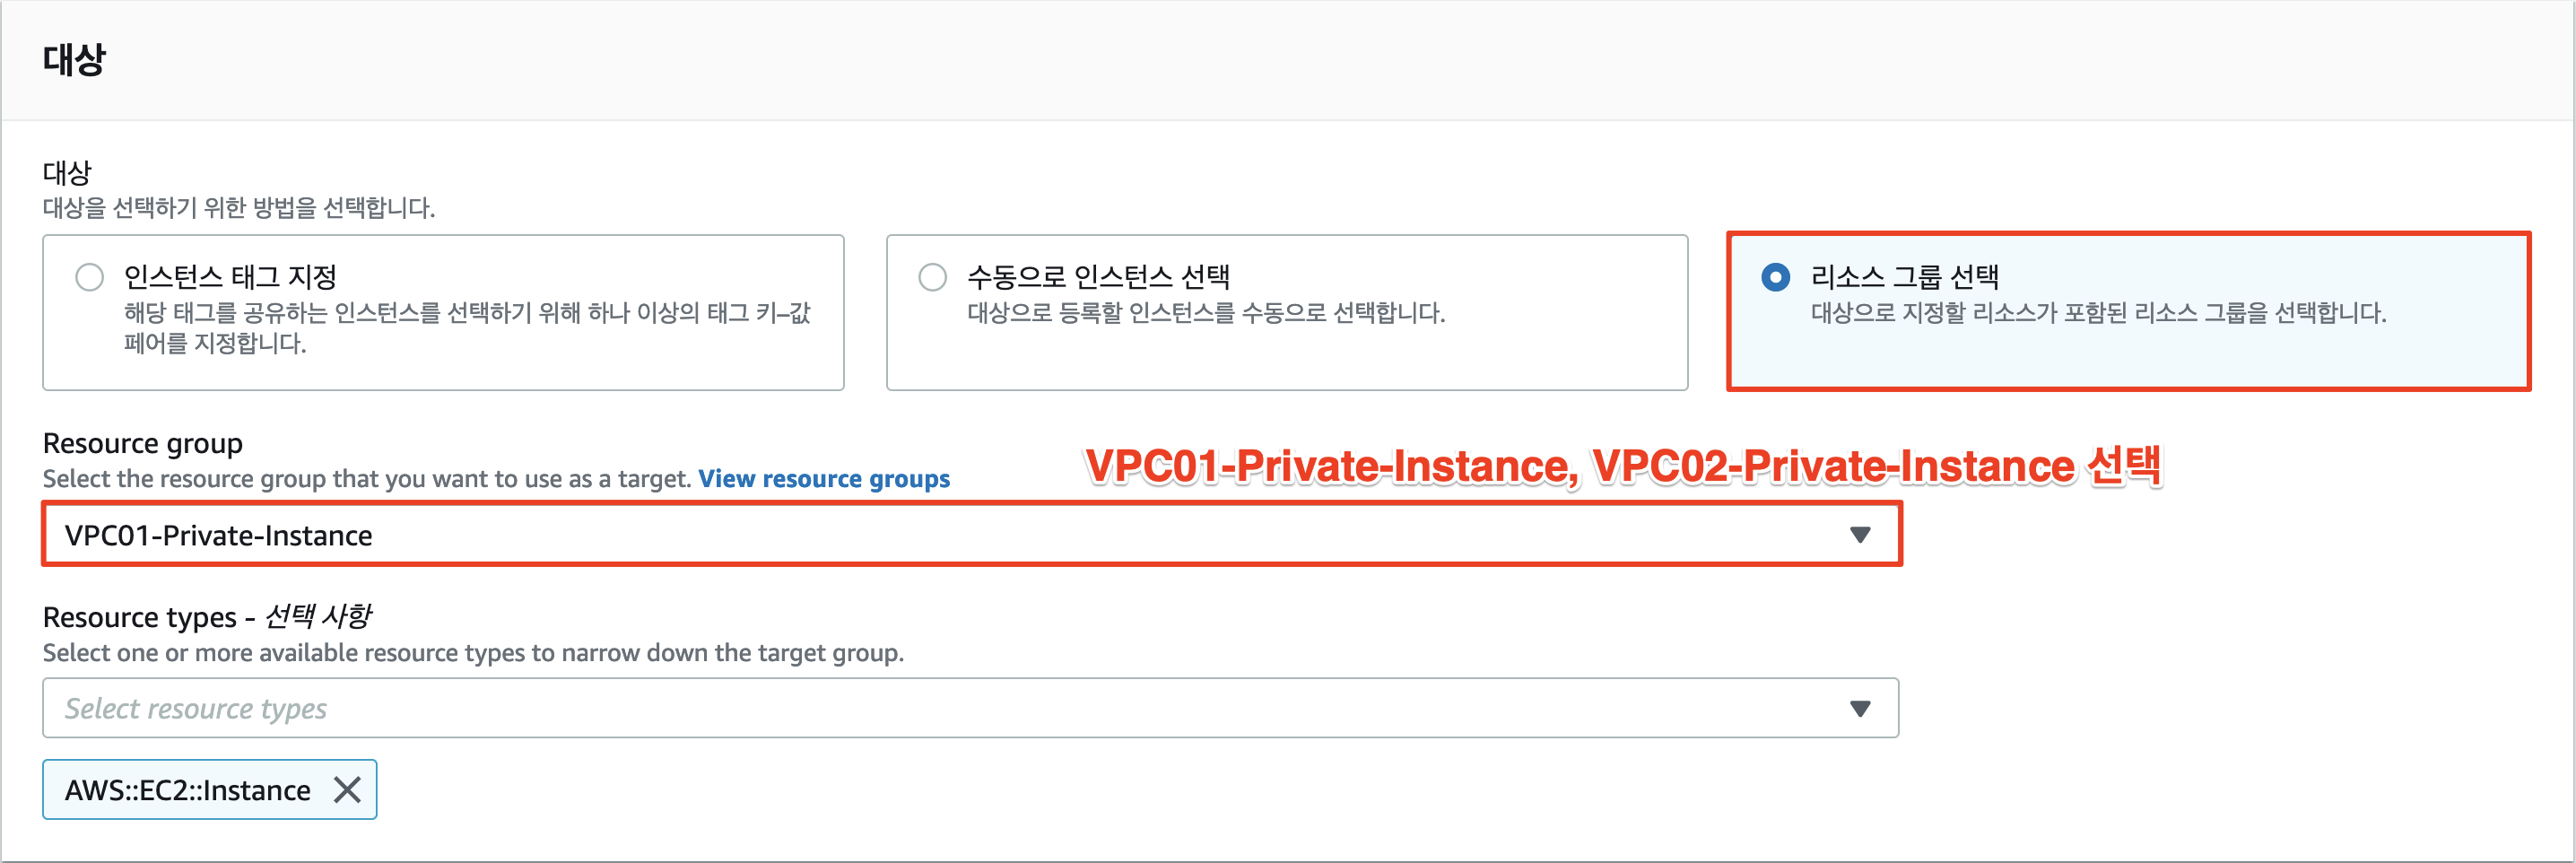 대상
대상
대상을 선택하기 위한 방법을 선택합니다.
인스턴스 태그 지정
해당 태그를 공유하는 인스턴스를 선택하기 위해 하나 이상의 태그 키–값
페어를 지정합니다.
수동으로 인스턴스 선택
대상으로 등록할 인스턴스를 수동으로 선택합니다.
리소스 그룹 선택
대상으로 지정할 리소스가 포함된 리소스 그룹을 선택합니다.
Resource group
Select the resource group that you want to use as a target. View resource groups
VPC01-Private-Instance, VPC02-Private-Instance 선택
VPC01-Private-Instance
Resource types - 선택 사항
Select one or more available resource types to narrow down the target group.
Select resource types
AWS::EC2::Instance